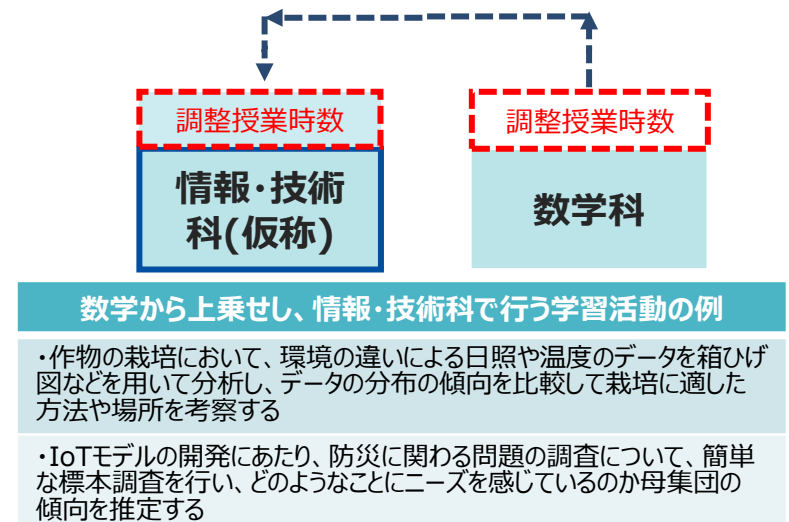 調整授業時数
調整授業時数
情報・技術
科(仮称)
数学科
数学から上乗せし、情報・技術科で行う学習活動の例
・作物の栽培において、環境の違いによる日照や温度のデータを箱ひげ
図などを用いて分析し、データの分布の傾向を比較して栽培に適した
方法や場所を考察する
・IoTモデルの開発にあたり、防災に関わる問題の調査について、簡単
な標本調査を行い、どのようなことにニーズを感じているのか母集団の
傾向を推定する